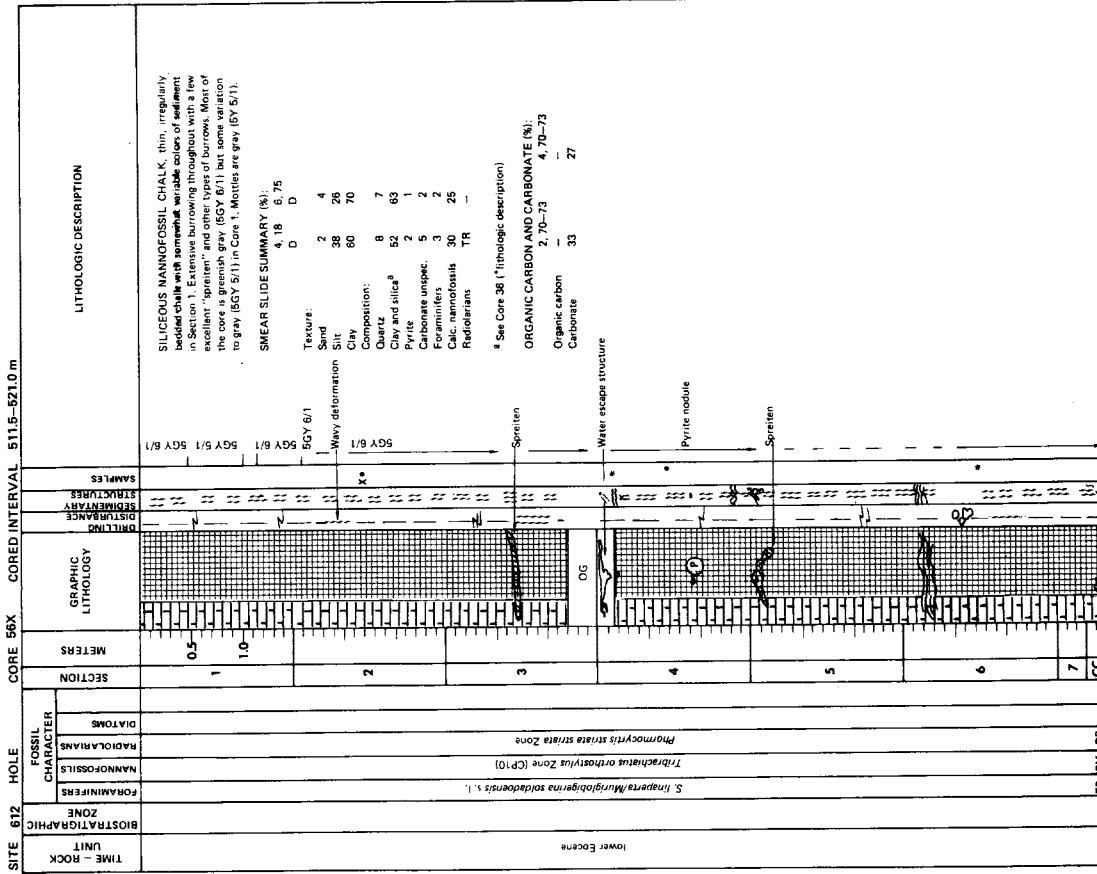 SITE 612 HOLE CORE 56X CORED INTERVAL 511.5–521.0 m
TIME – ROCK
UNIT
BIOSTRATIGRAPHIC
ZONE
FOSSIL
CHARACTER
FORAMINIFERS
NANNOFOSSILS
RADIOLARIANS
DIATOMS
SECTION
METERS
GRAPHIC
LITHOLOGY
DRILLING
DISTURBANCE
SEDIMENTARY
STRUCTURES
SAMPLES
LITHOLOGIC DESCRIPTION
lower Eocene
S. linaperta/Muriglobigerina soldadoensis s. l.
Tribrachiatus orthostylus Zone (CP10)
Phormocyrtis striata striata Zone
1
0.5
1.0
2
3
4
5
6
7
CC
OG
P
5GY 6/1
5GY 5/1
5GY 6/1
5GY 6/1
Wavy deformation
5GY 6/1
Spreiten
Water escape structure
Pyrite nodule
Spreiten
SILICEOUS NANNOFOSSIL CHALK, thin, irregularly
bedded chalk with somewhat variable colors of sediment
in Section 1. Extensive burrowing throughout with a few
excellent "spreiten" and other types of burrows. Most of
the core is greenish gray (5GY 6/1) but some variation
to gray (5GY 5/1) in Core 1. Mottles are gray (5Y 5/1).
SMEAR SLIDE SUMMARY (%):
4, 18 6, 75
D D
Texture:
Sand 2 4
Silt 38 26
Clay 60 70
Composition:
Quartz 8 7
Clay and silica a 52 63
Pyrite 2 1
Carbonate unspec. 5 2
Foraminifers 3 2
Calc. nannofossils 30 25
Radiolarians TR –
a See Core 36 (*lithologic description)
ORGANIC CARBON AND CARBONATE (%):
2, 70–73 4, 70–73
Organic carbon – –
Carbonate 33 27